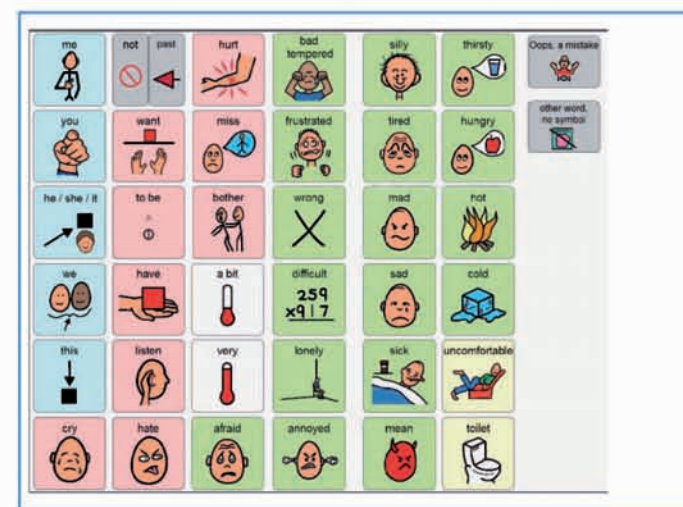 me
not
past
hurt
bad
tempered
silly
thirsty
Oops, a mistake
you
want
miss
frustrated
tired
hungry
other word,
no symbol
he / she / it
to be
bother
wrong
mad
hot
we
have
a bit
difficult
259
x917
sad
cold
this
listen
very
lonely
sick
uncomfortable
cry
hate
afraid
annoyed
mean
toilet